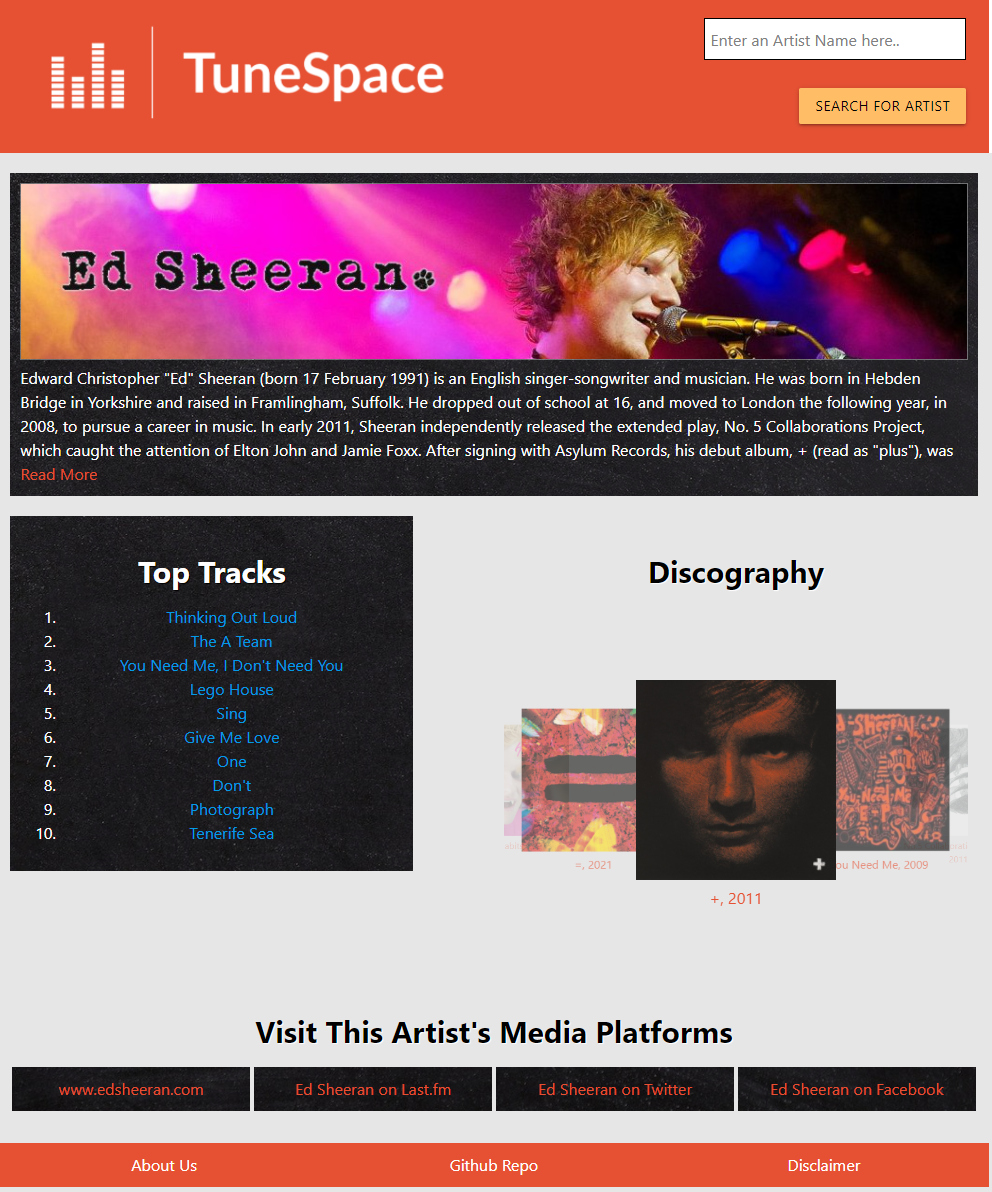 TuneSpace
Enter an Artist Name here..
SEARCH FOR ARTIST
Ed Sheeran
Edward Christopher "Ed" Sheeran (born 17 February 1991) is an English singer-songwriter and musician. He was born in Hebden
Bridge in Yorkshire and raised in Framlingham, Suffolk. He dropped out of school at 16, and moved to London the following year, in
2008, to pursue a career in music. In early 2011, Sheeran independently released the extended play, No. 5 Collaborations Project,
which caught the attention of Elton John and Jamie Foxx. After signing with Asylum Records, his debut album, + (read as "plus"), was
Read More
Top Tracks
1. Thinking Out Loud
2. The A Team
3. You Need Me, I Don't Need You
4. Lego House
5. Sing
6. Give Me Love
7. One
8. Don't
9. Photograph
10. Tenerife Sea
Discography
=, 2021
+
+, 2011
ED SHEERAN
You Need Me
ou Need Me, 2009
2011
Visit This Artist's Media Platforms
www.edsheeran.com
Ed Sheeran on Last.fm
Ed Sheeran on Twitter
Ed Sheeran on Facebook
About Us
Github Repo
Disclaimer